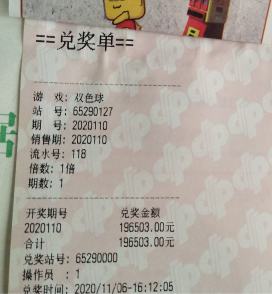 ==兑奖单==
游 戏：双色球
站 号：65290127
期 号：2020110
销售期：2020110
流水号：118
倍数：1倍
期数：1
开奖期号 兑奖金额
2020110 196503.00元
合计 196503.00元
兑奖站号：65290000
操作员 ：1
兑奖时间：2020/11/06-16:12:05